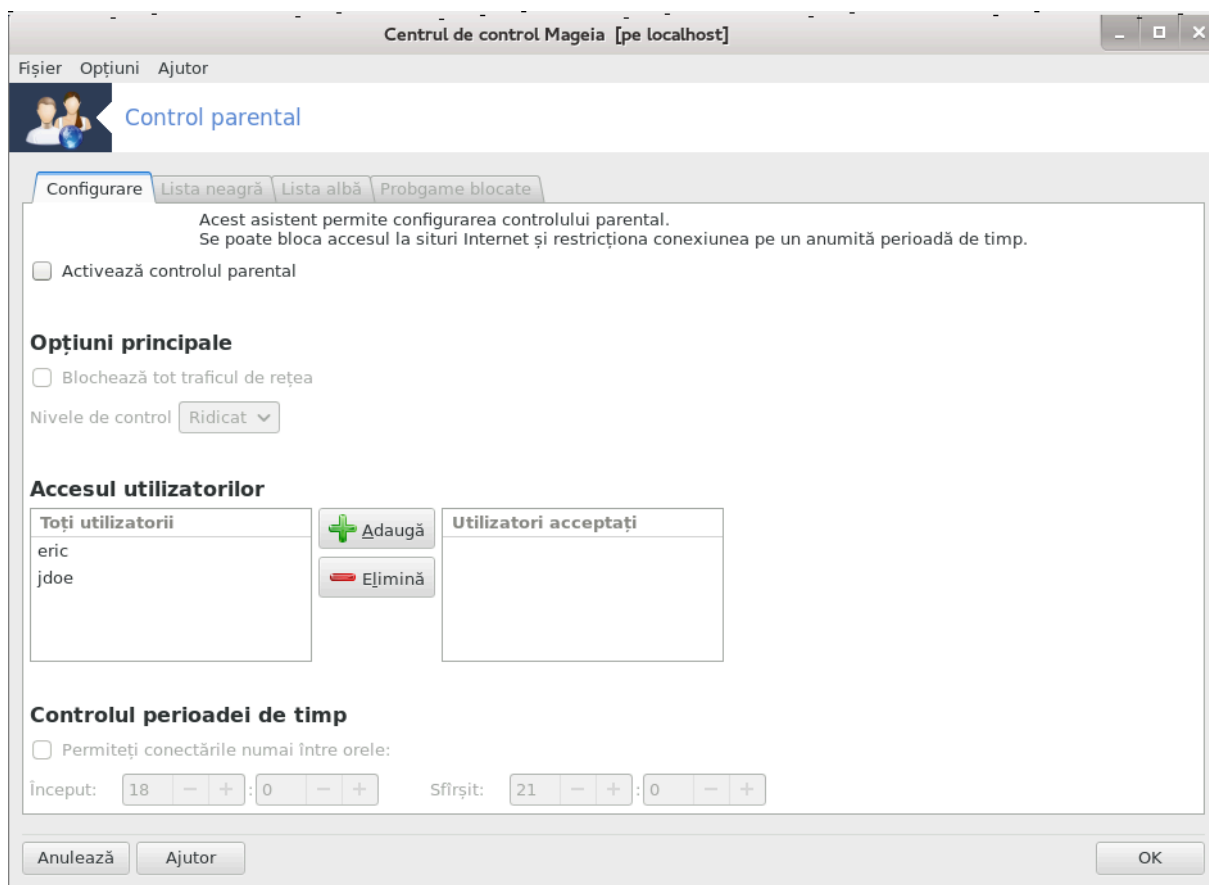 Centrul de control Mageia [pe localhost]
Fișier Opțiuni Ajutor
Control parental
Configurare Lista neagră Lista albă Probgame blocate
Acest asistent permite configurarea controlului parental.
Se poate bloca accesul la situri Internet și restricționa conexiunea pe un anumită perioadă de timp.
Activează controlul parental
Opțiuni principale
Blochează tot traficul de rețea
Nivele de control Ridicat
Accesul utilizatorilor
Toți utilizatorii
eric
jdoe
Adaugă
Elimină
Utilizatori acceptați
Controlul perioadei de timp
Permiteți conectările numai între orele:
Început: 18 − + : 0 − + Sfîrșit: 21 − + : 0 − +
Anulează Ajutor OK